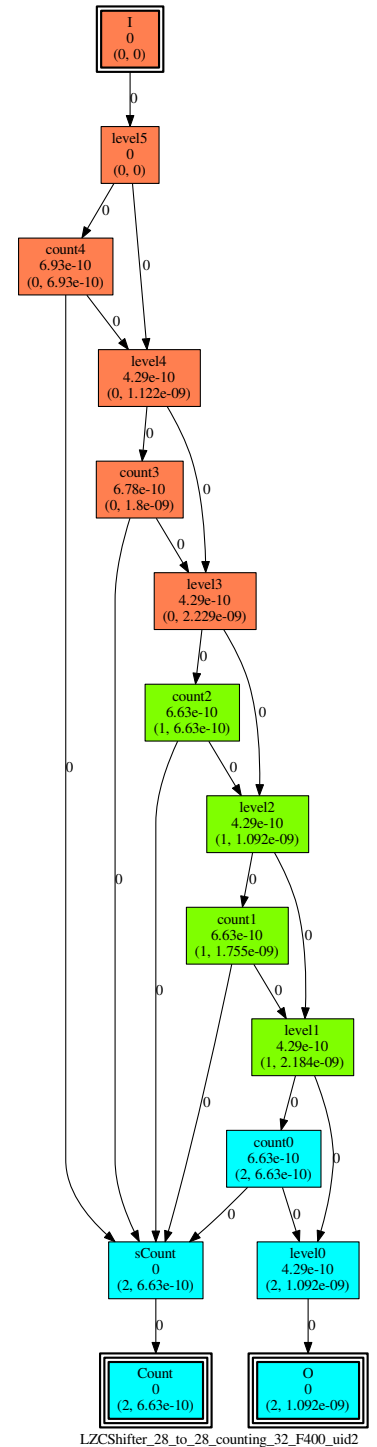 I
0
(0, 0)
0
level5
0
(0, 0)
0
count4
6.93e-10
(0, 6.93e-10)
0
0
level4
4.29e-10
(0, 1.122e-09)
0
count3
6.78e-10
(0, 1.8e-09)
0
0
level3
4.29e-10
(0, 2.229e-09)
0
count2
6.63e-10
(1, 6.63e-10)
0
0
0
level2
4.29e-10
(1, 1.092e-09)
0
0
count1
6.63e-10
(1, 1.755e-09)
0
0
0
level1
4.29e-10
(1, 2.184e-09)
0
0
count0
6.63e-10
(2, 6.63e-10)
0
0
0
sCount
0
(2, 6.63e-10)
level0
4.29e-10
(2, 1.092e-09)
0
0
Count
0
(2, 6.63e-10)
O
0
(2, 1.092e-09)
LZCShifter_28_to_28_counting_32_F400_uid2